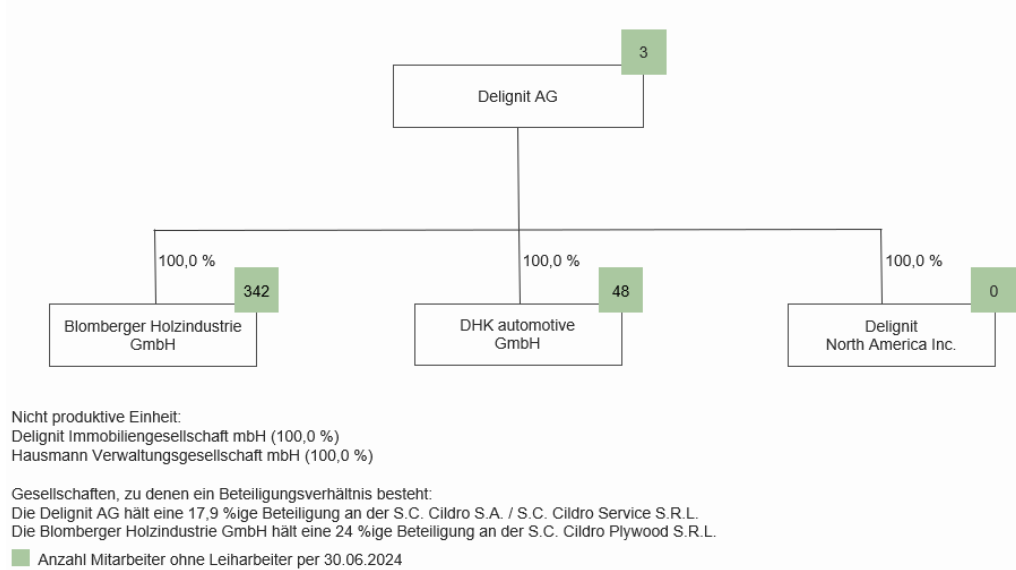 3
Delignit AG
100,0 %
100,0 %
100,0 %
342
48
0
Blomberger Holzindustrie
GmbH
DHK automotive
GmbH
Delignit
North America Inc.
Nicht produktive Einheit:
Delignit Immobiliengesellschaft mbH (100,0 %)
Hausmann Verwaltungsgesellschaft mbH (100,0 %)
Gesellschaften, zu denen ein Beteiligungsverhältnis besteht:
Die Delignit AG hält eine 17,9 %ige Beteiligung an der S.C. Cildro S.A. / S.C. Cildro Service S.R.L.
Die Blomberger Holzindustrie GmbH hält eine 24 %ige Beteiligung an der S.C. Cildro Plywood S.R.L.
Anzahl Mitarbeiter ohne Leiharbeiter per 30.06.2024